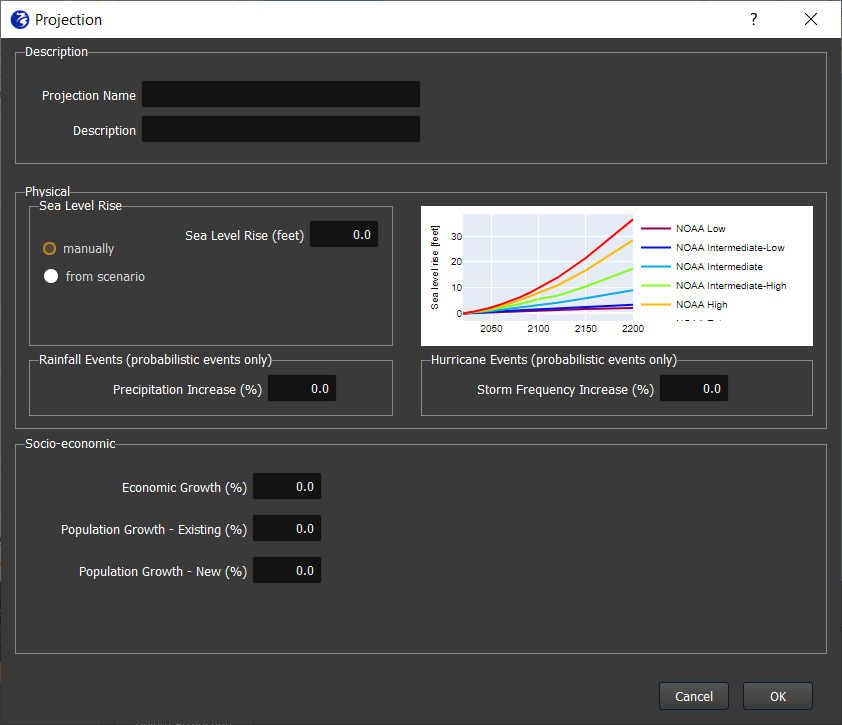 Projection
?
Description
Projection Name
Description
Physical
Sea Level Rise
Sea Level Rise (feet) 0.0
manually
from scenario
Sea level rise [feet]
30
20
10
0
2050 2100 2150 2200
NOAA Low
NOAA Intermediate-Low
NOAA Intermediate
NOAA Intermediate-High
NOAA High
Rainfall Events (probabilistic events only)
Precipitation Increase (%) 0.0
Hurricane Events (probabilistic events only)
Storm Frequency Increase (%) 0.0
Socio-economic
Economic Growth (%) 0.0
Population Growth - Existing (%) 0.0
Population Growth - New (%) 0.0
Cancel OK